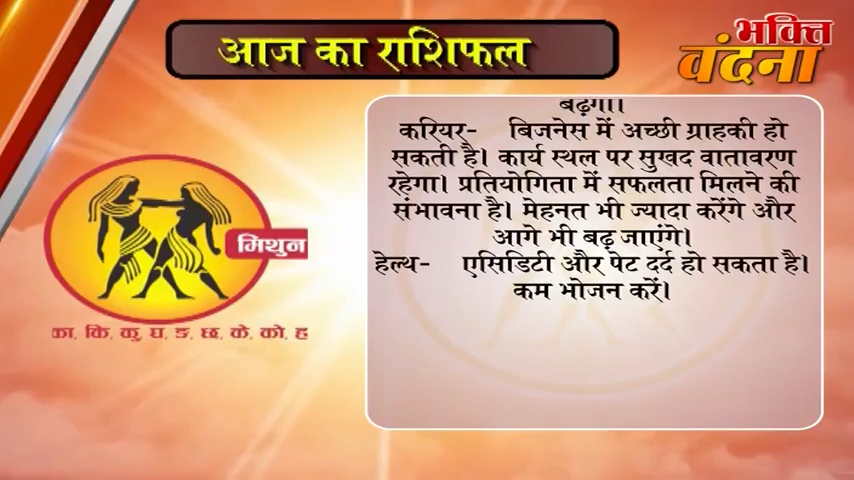 आज का राशिफल
भक्ति
वंदना
बढ़ेगा।
करियर- बिजनेस में अच्छी ग्राहकी हो
सकती है। कार्य स्थल पर सुखद वातावरण
रहेगा। प्रतियोगिता में सफलता मिलने की
संभावना है। मेहनत भी ज्यादा करेंगे और
आगे भी बढ़ जाएंगे।
हेल्थ- एसिडिटी और पेट दर्द हो सकता है।
कम भोजन करें।
मिथुन
का, कि, कु, घ, ङ, छ, के, को, ह